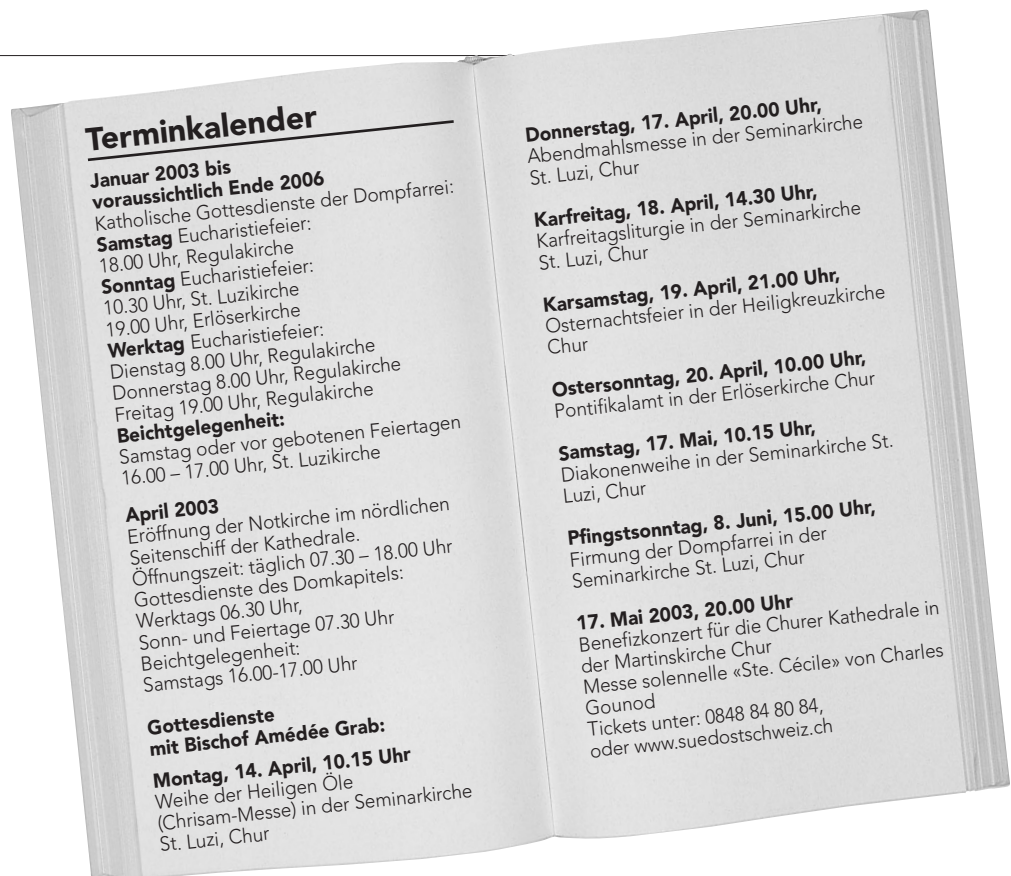 Terminkalender
Januar 2003 bis
voraussichtlich Ende 2006
Katholische Gottesdienste der Dompfarrei:
Samstag Eucharistiefeier:
18.00 Uhr, Regulakirche
Sonntag Eucharistiefeier:
10.30 Uhr, St. Luzikirche
19.00 Uhr, Erlöserkirche
Werktag Eucharistiefeier:
Dienstag 8.00 Uhr, Regulakirche
Donnerstag 8.00 Uhr, Regulakirche
Freitag 19.00 Uhr, Regulakirche
Beichtgelegenheit:
Samstag oder vor gebotenen Feiertagen
16.00 – 17.00 Uhr, St. Luzikirche
April 2003
Eröffnung der Notkirche im nördlichen
Seitenschiff der Kathedrale.
Öffnungszeit: täglich 07.30 – 18.00 Uhr
Gottesdienste des Domkapitels:
Werktags 06.30 Uhr,
Sonn- und Feiertage 07.30 Uhr
Beichtgelegenheit:
Samstags 16.00-17.00 Uhr
Gottesdienste
mit Bischof Amédée Grab:
Montag, 14. April, 10.15 Uhr
Weihe der Heiligen Öle
(Chrisam-Messe) in der Seminarkirche
St. Luzi, Chur
Donnerstag, 17. April, 20.00 Uhr,
Abendmahlsmesse in der Seminarkirche
St. Luzi, Chur
Karfreitag, 18. April, 14.30 Uhr,
Karfreitagsliturgie in der Seminarkirche
St. Luzi, Chur
Karsamstag, 19. April, 21.00 Uhr,
Osternachtsfeier in der Heiligkreuzkirche
Chur
Ostersonntag, 20. April, 10.00 Uhr,
Pontifikalamt in der Erlöserkirche Chur
Samstag, 17. Mai, 10.15 Uhr,
Diakonenweihe in der Seminarkirche St.
Luzi, Chur
Pfingstsonntag, 8. Juni, 15.00 Uhr,
Firmung der Dompfarrei in der
Seminarkirche St. Luzi, Chur
17. Mai 2003, 20.00 Uhr
Benefizkonzert für die Churer Kathedrale in
der Martinskirche Chur
Messe solennelle «Ste. Cécile» von Charles
Gounod
Tickets unter: 0848 84 80 84,
oder www.suedostschweiz.ch